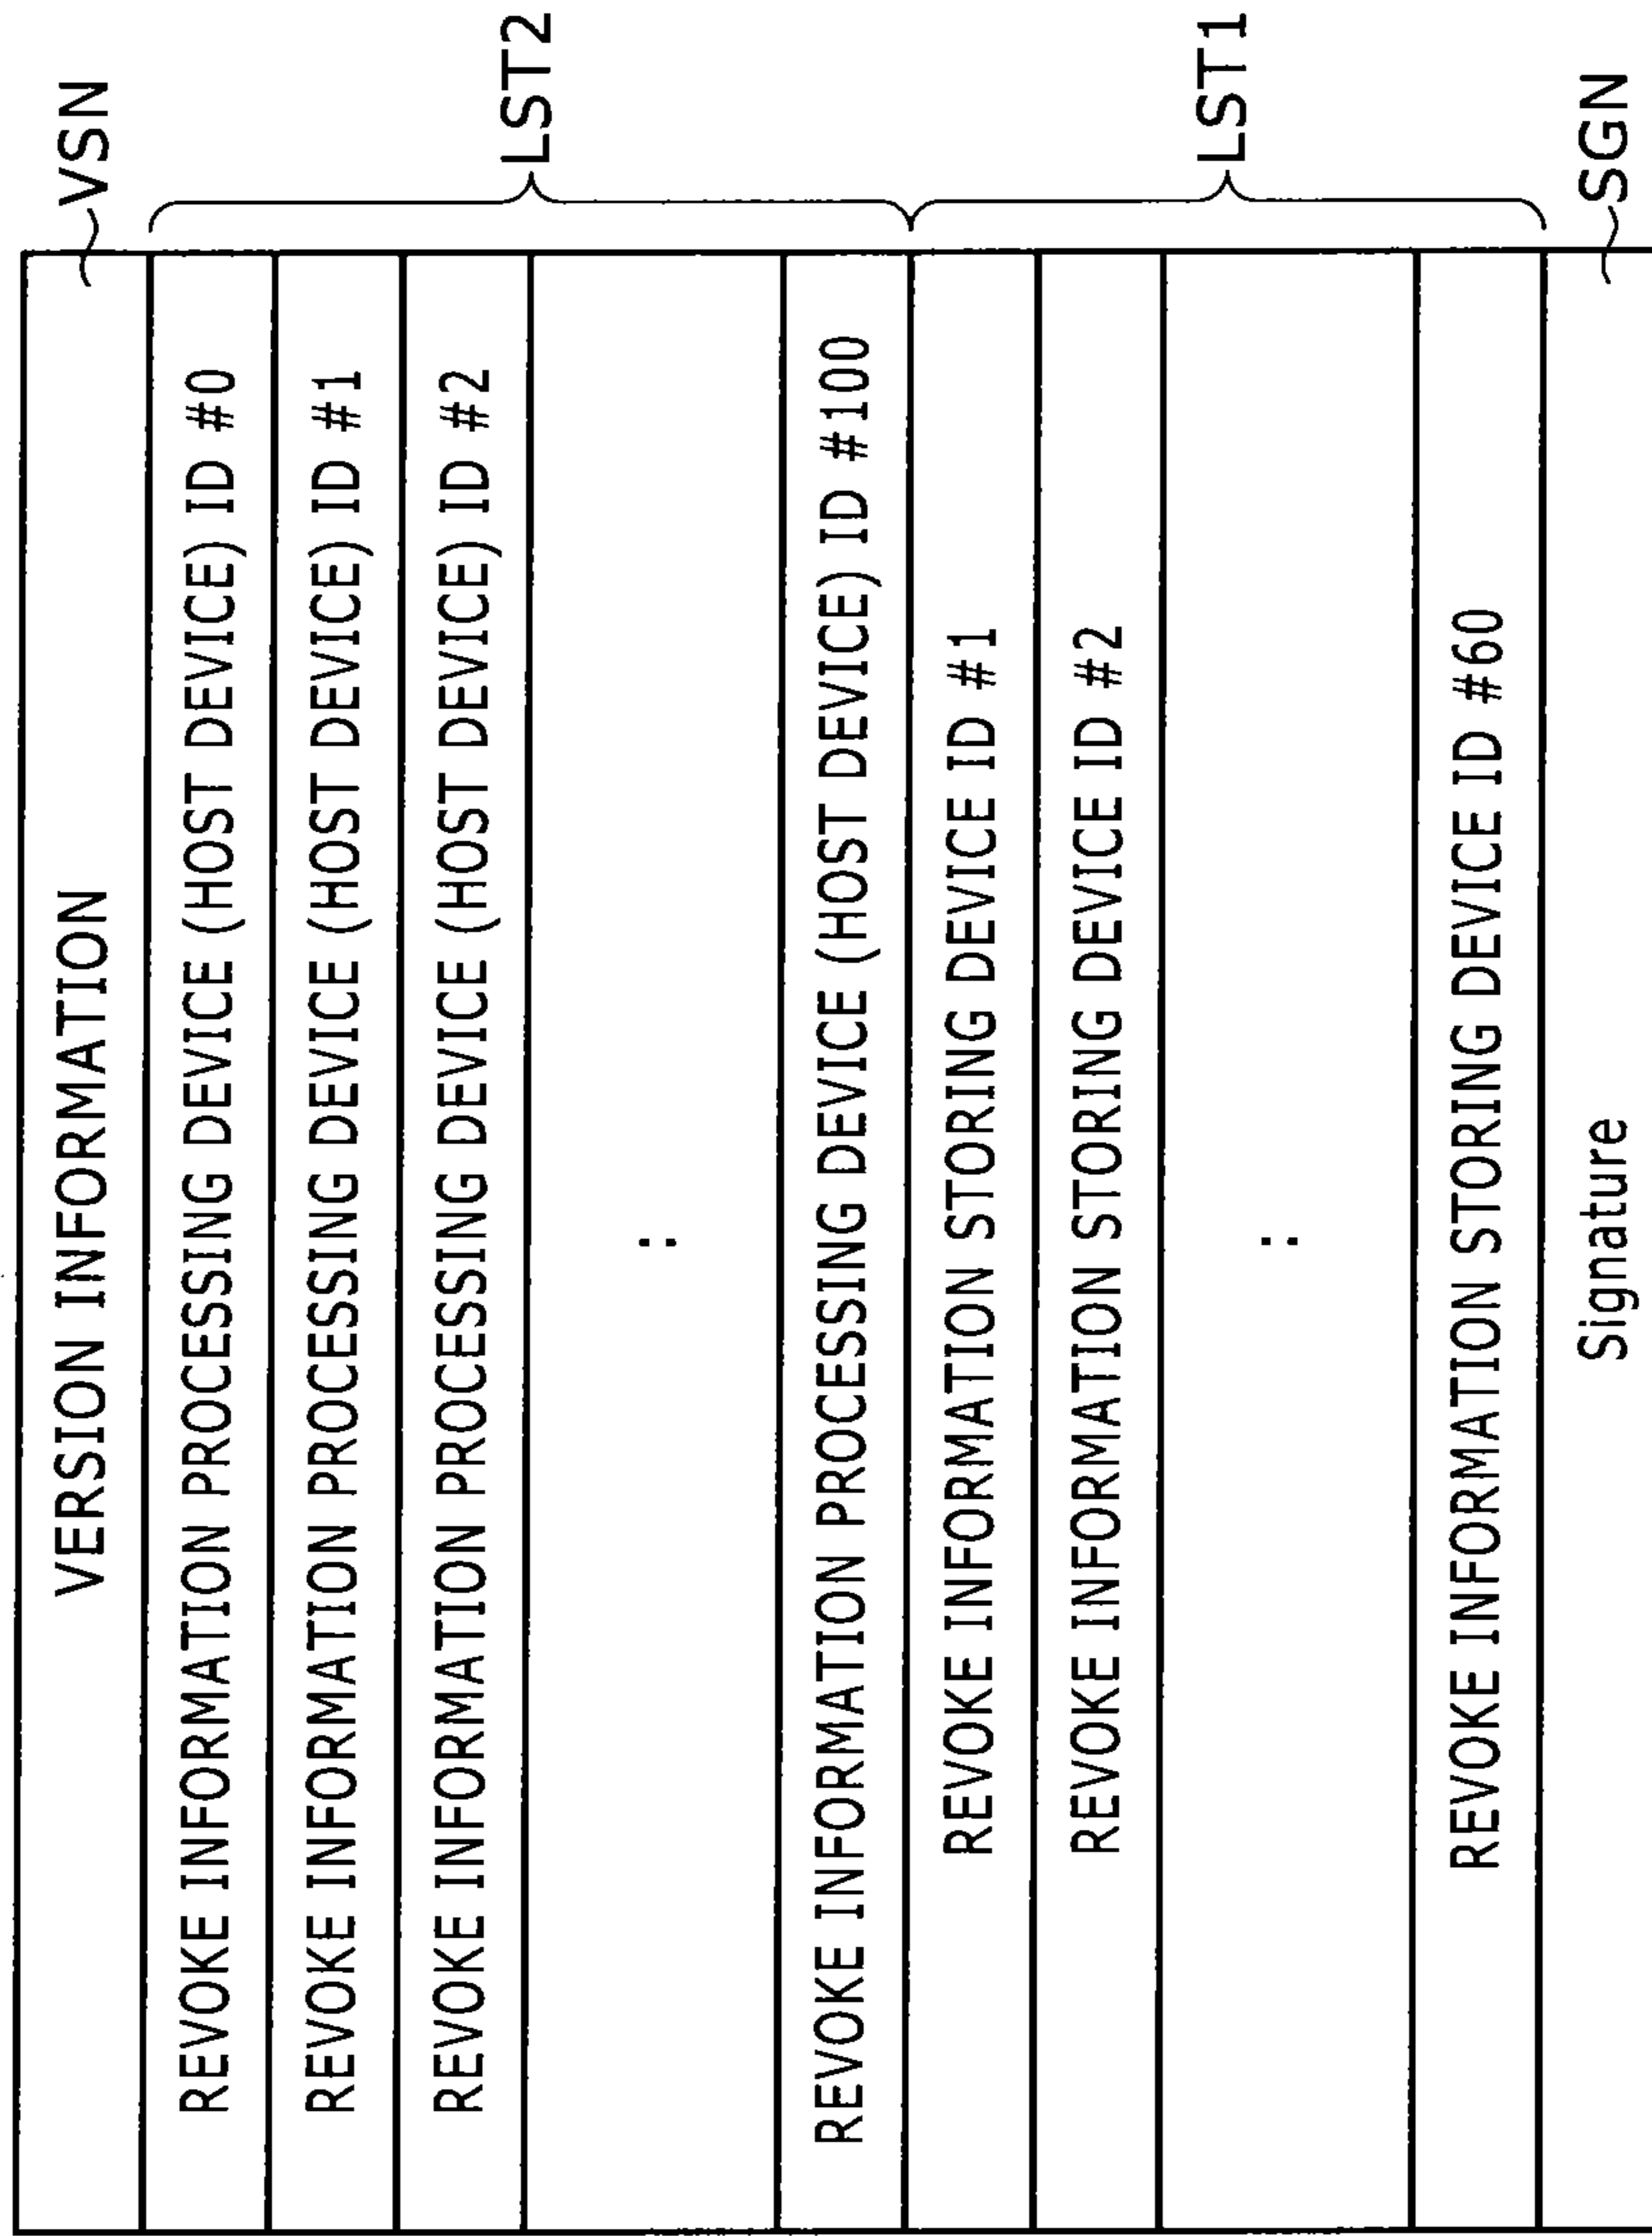 VERSION INFORMATION
VSN
REVOKE INFORMATION PROCESSING DEVICE (HOST DEVICE) ID #0
REVOKE INFORMATION PROCESSING DEVICE (HOST DEVICE) ID #1
REVOKE INFORMATION PROCESSING DEVICE (HOST DEVICE) ID #2
LST2
:
REVOKE INFORMATION PROCESSING DEVICE (HOST DEVICE) ID #100
REVOKE INFORMATION STORING DEVICE ID #1
REVOKE INFORMATION STORING DEVICE ID #2
LST1
:
REVOKE INFORMATION STORING DEVICE ID #60
Signature
SGN